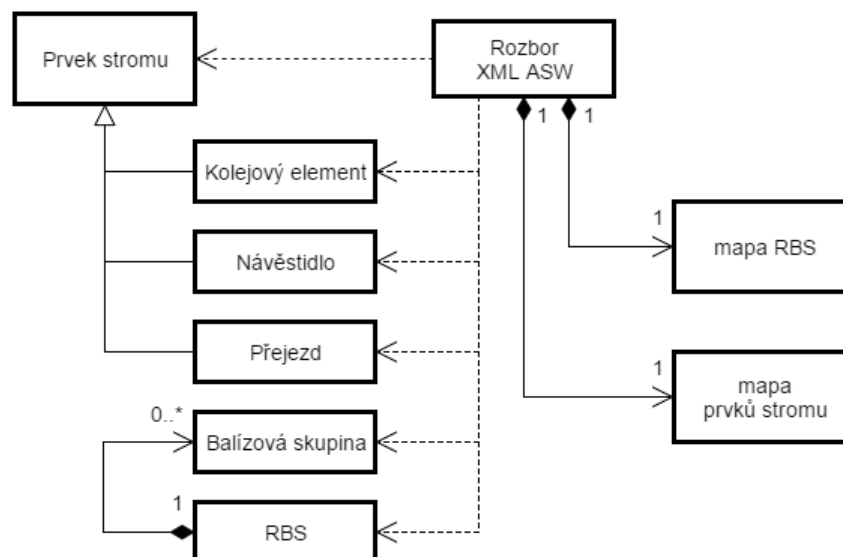 Prvek stromu
Rozbor
XML ASW
1
1
Kolejový element
1
mapa RBS
Návěstidlo
Přejezd
1
mapa
prvků stromu
0..*
Balízová skupina
1
RBS